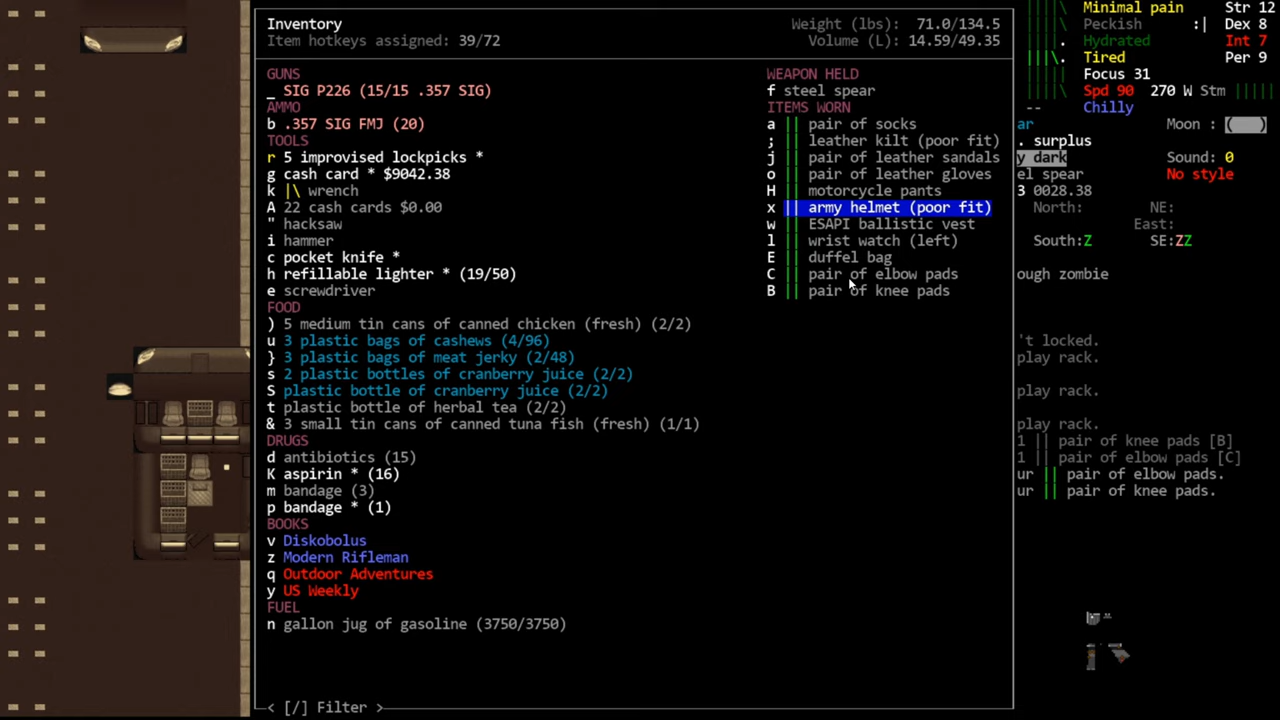 Inventory
Item hotkeys assigned: 39/72
Weight (lbs): 71.0/134.5
Volume (L): 14.59/49.35
GUNS
_ SIG P226 (15/15 .357 SIG)
AMMO
b .357 SIG FMJ (20)
TOOLS
r 5 improvised lockpicks *
g cash card * $9042.38
k |\ wrench
A 22 cash cards $0.00
" hacksaw
i hammer
c pocket knife *
h refillable lighter * (19/50)
e screwdriver
FOOD
) 5 medium tin cans of canned chicken (fresh) (2/2)
u 3 plastic bags of cashews (4/96)
} 3 plastic bags of meat jerky (2/48)
s 2 plastic bottles of cranberry juice (2/2)
S plastic bottle of cranberry juice (2/2)
t plastic bottle of herbal tea (2/2)
& 3 small tin cans of canned tuna fish (fresh) (1/1)
DRUGS
d antibiotics (15)
K aspirin * (16)
m bandage (3)
p bandage * (1)
BOOKS
v Diskobolus
z Modern Rifleman
q Outdoor Adventures
y US Weekly
FUEL
n gallon jug of gasoline (3750/3750)
< [/] Filter >
WEAPON HELD
f steel spear
ITEMS WORN
a || pair of socks
; || leather kilt (poor fit)
j || pair of leather sandals
o || pair of leather gloves
H || motorcycle pants
x || army helmet (poor fit)
w || ESAPI ballistic vest
l || wrist watch (left)
E || duffel bag
C || pair of elbow pads
B || pair of knee pads
Minimal pain Str 12
Peckish :| Dex 8
Hydrated Int 7
Tired Per 9
Focus 31
Spd 90 270 W Stm
-- Chilly
ar Moon : ( )
. surplus
y dark Sound: 0
el spear No style
3 0028.38
North: NE:
East:
South:Z SE:ZZ
ough zombie
't locked.
play rack.
play rack.
play rack.
1 || pair of knee pads [B]
1 || pair of elbow pads [C]
ur || pair of elbow pads.
ur || pair of knee pads.